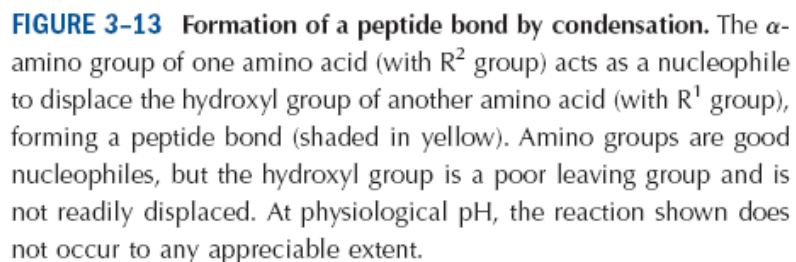 FIGURE 3–13 Formation of a peptide bond by condensation. The α-
amino group of one amino acid (with R² group) acts as a nucleophile
to displace the hydroxyl group of another amino acid (with R¹ group),
forming a peptide bond (shaded in yellow). Amino groups are good
nucleophiles, but the hydroxyl group is a poor leaving group and is
not readily displaced. At physiological pH, the reaction shown does
not occur to any appreciable extent.